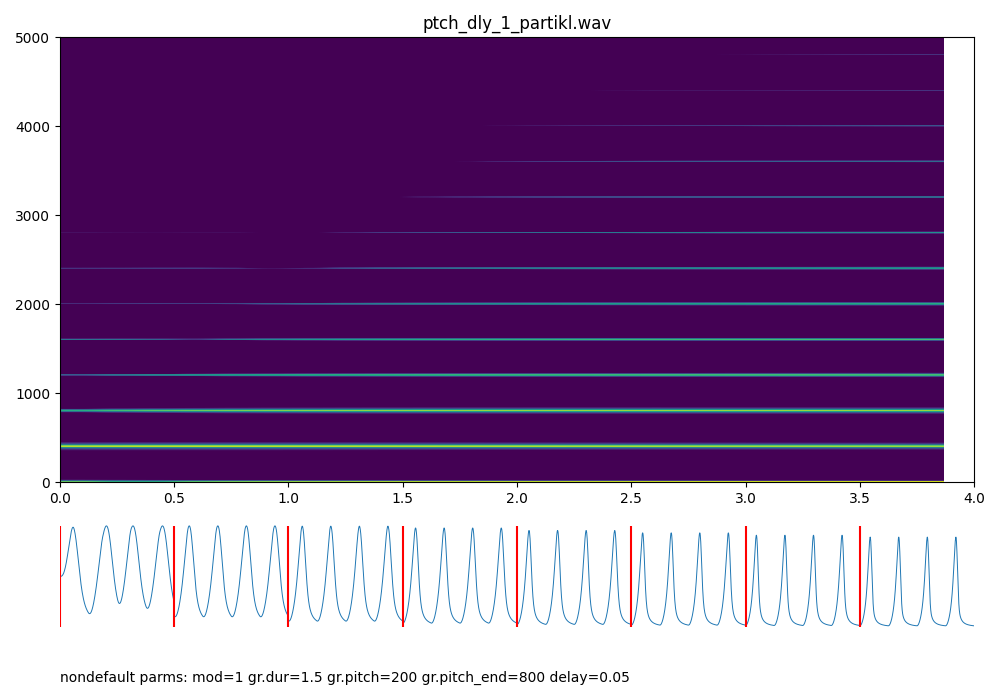 ptch_dly_1_partikl.wav
5000
4000
3000
2000
1000
0
0.0 0.5 1.0 1.5 2.0 2.5 3.0 3.5 4.0
nondefault parms: mod=1 gr.dur=1.5 gr.pitch=200 gr.pitch_end=800 delay=0.05